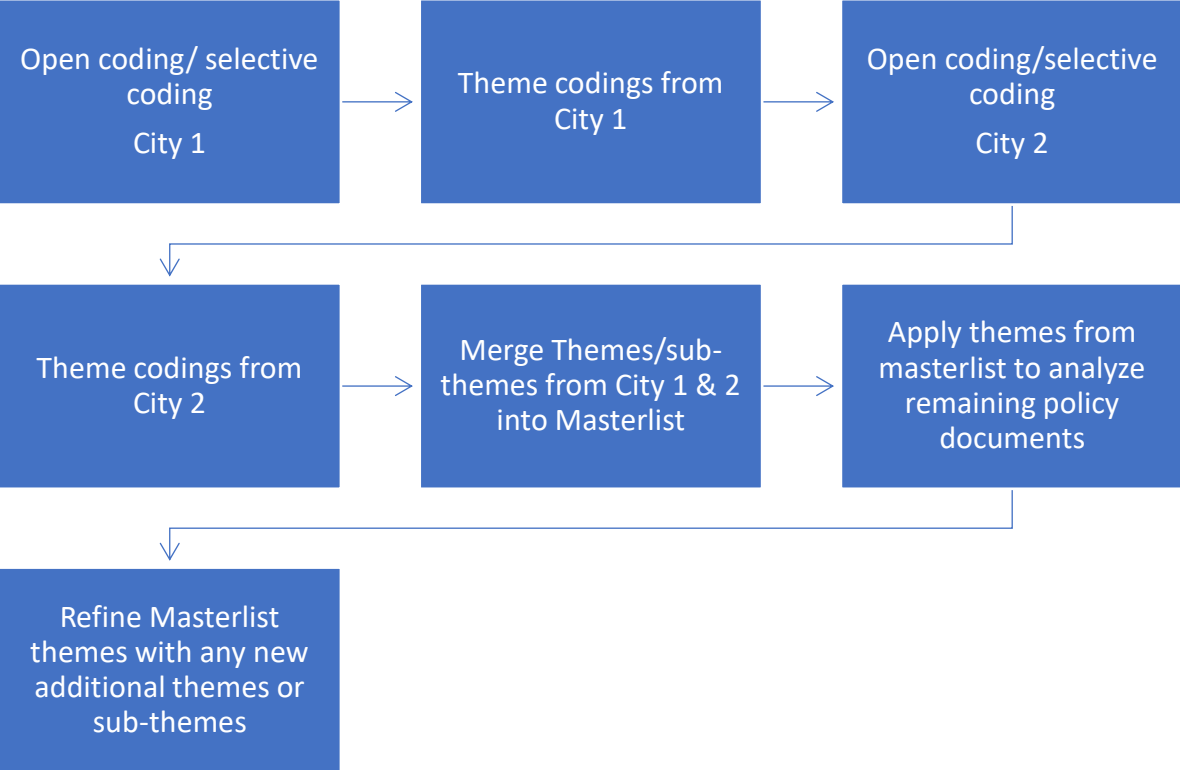 Open coding/ selective
coding
City 1
Theme codings from
City 1
Open coding/selective
coding
City 2
Theme codings from
City 2
Merge Themes/sub-
themes from City 1 & 2
into Masterlist
Apply themes from
masterlist to analyze
remaining policy
documents
Refine Masterlist
themes with any new
additional themes or
sub-themes